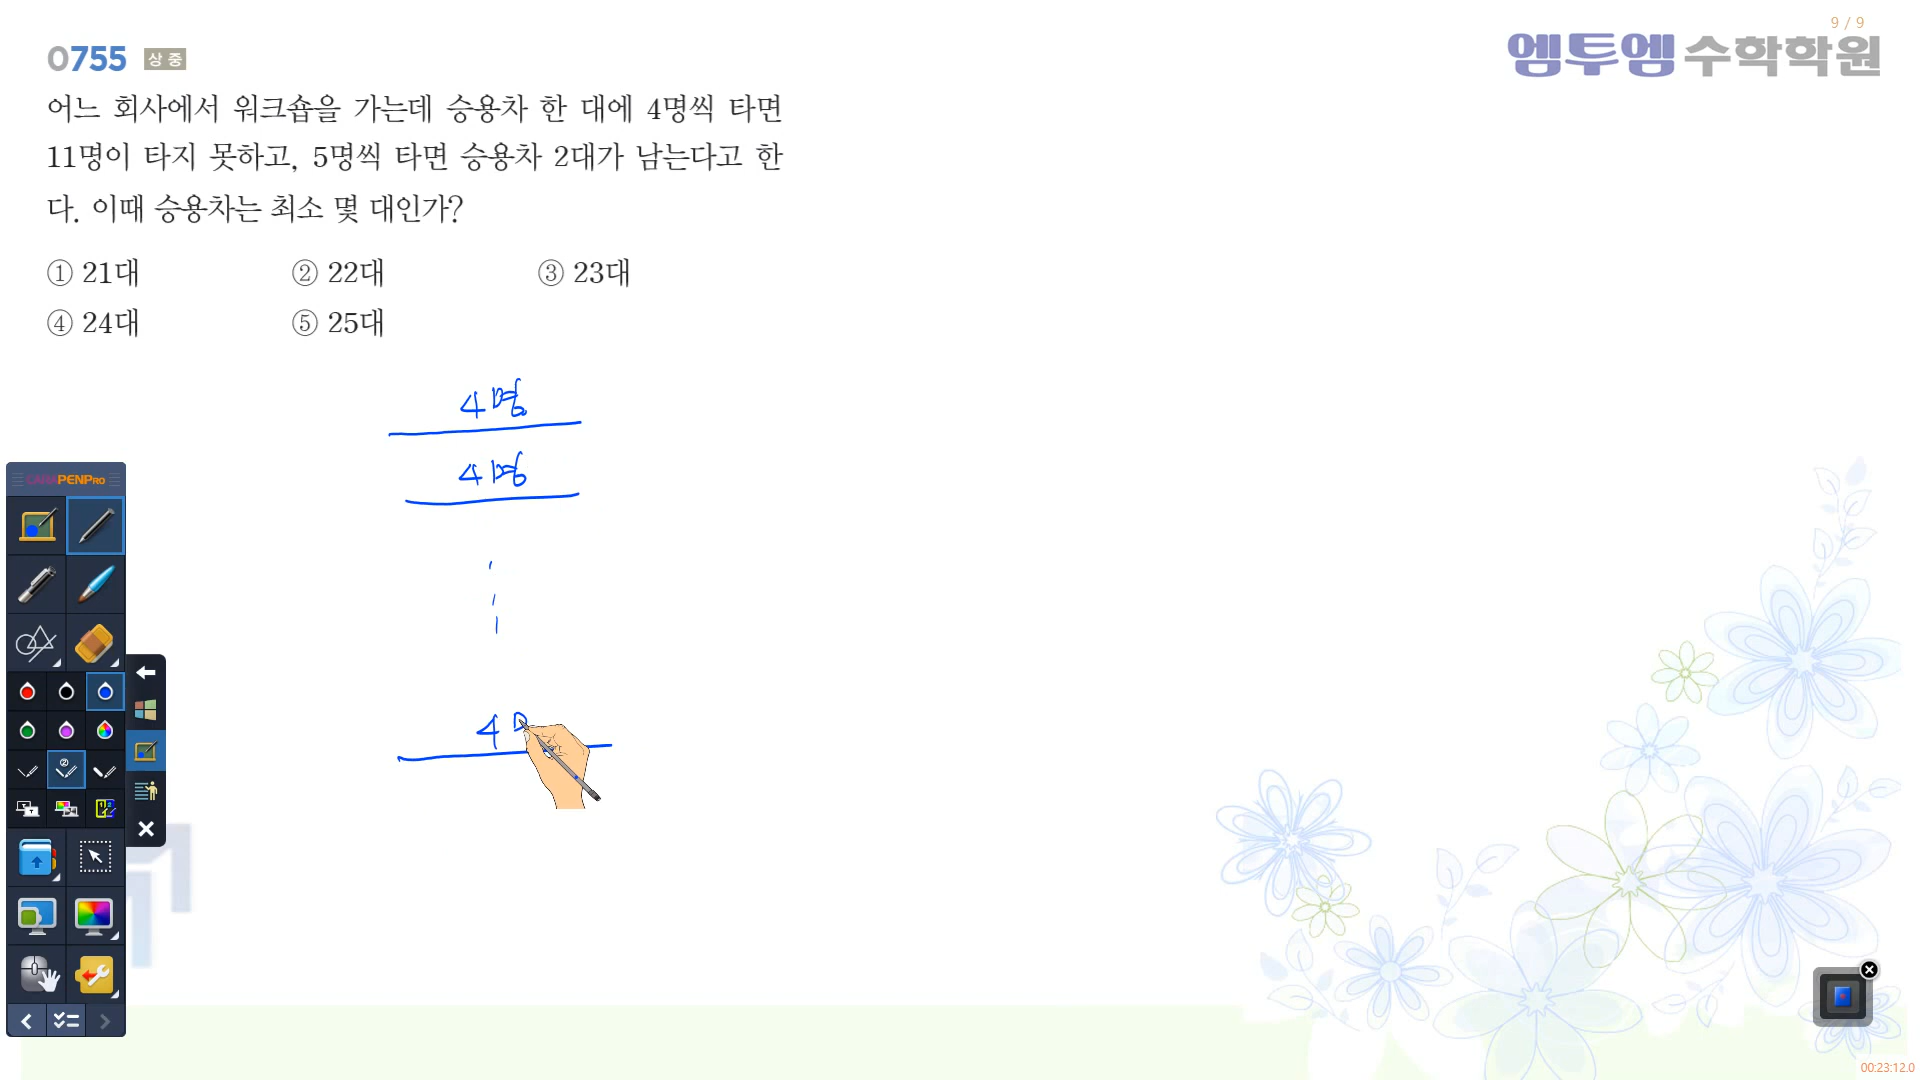 9 / 9
엠투엠 수학학원
0755 상 중
어느 회사에서 워크숍을 가는데 승용차 한 대에 4명씩 타면
11명이 타지 못하고, 5명씩 타면 승용차 2대가 남는다고 한
다. 이때 승용차는 최소 몇 대인가?
① 21대 ② 22대 ③ 23대
④ 24대 ⑤ 25대
4명
4명
4
PENPRO
00:23:12.0